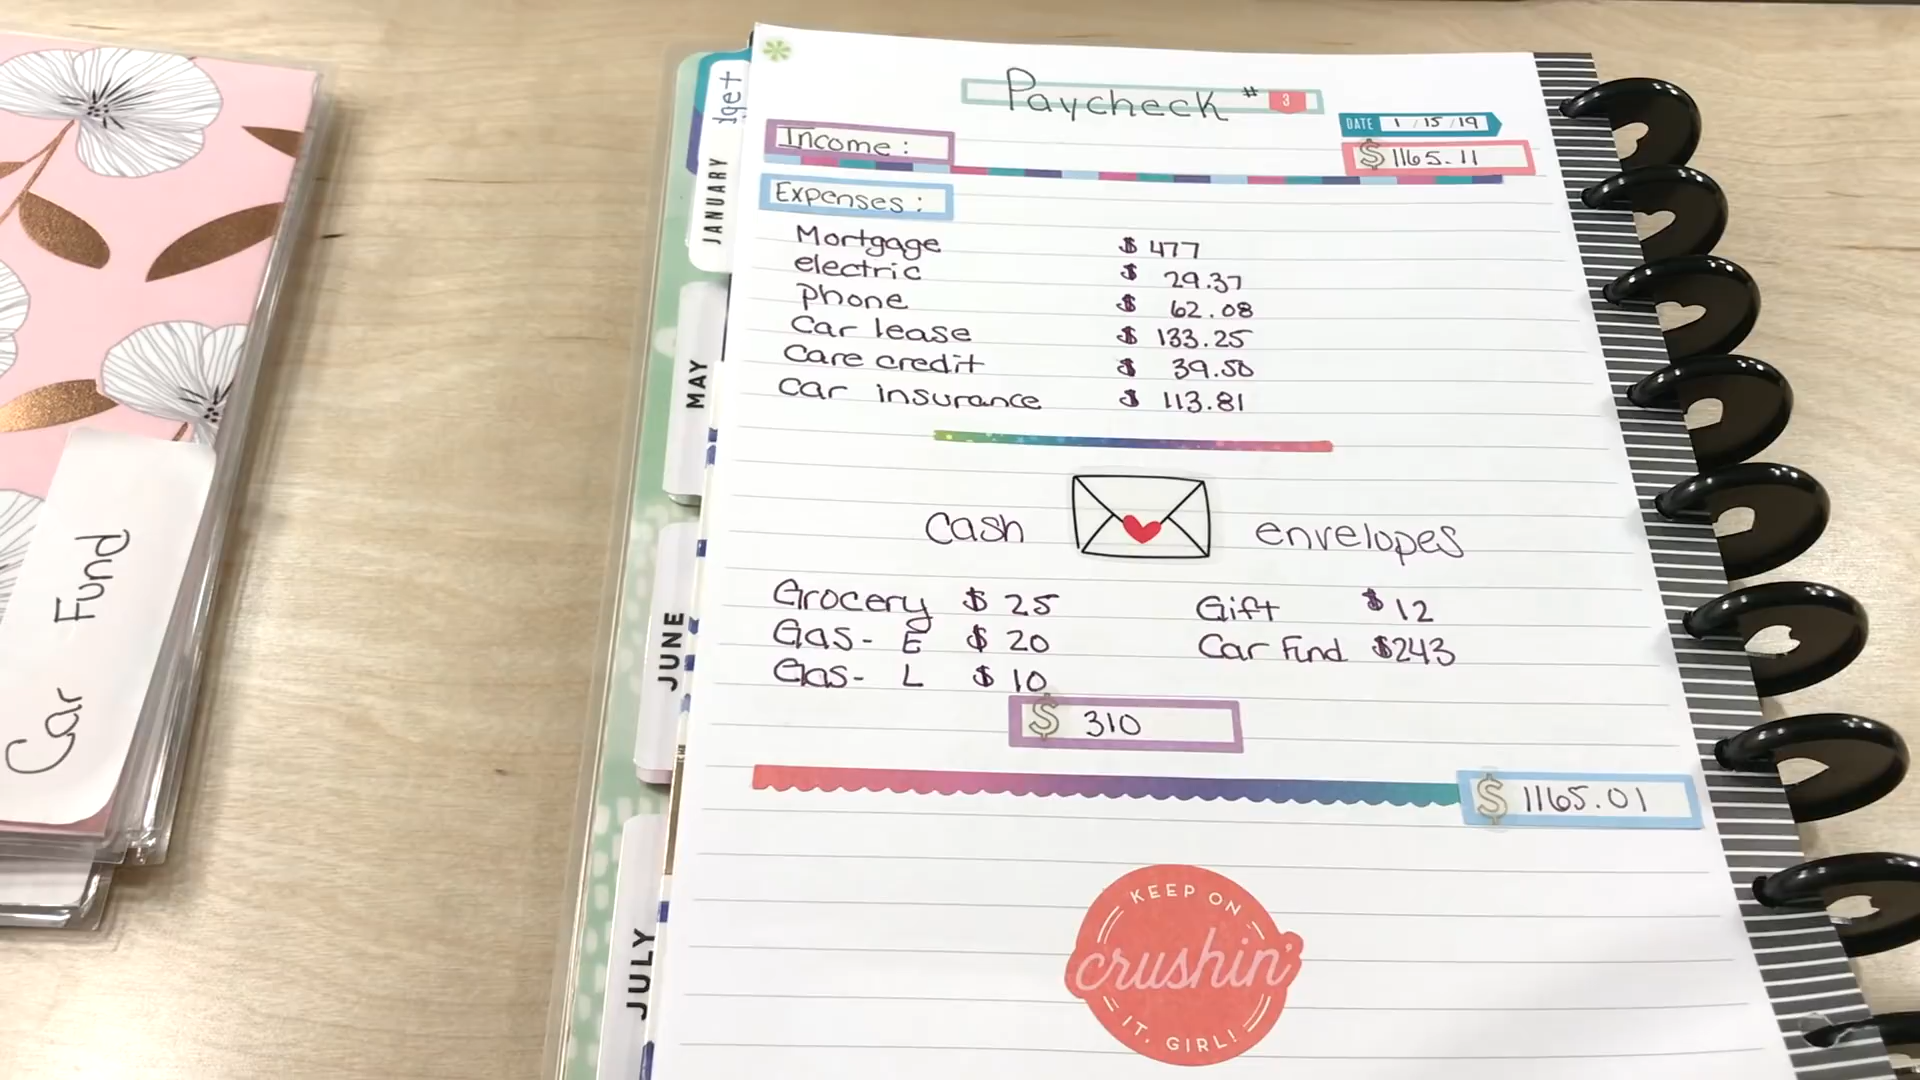 Paycheck # 3
DATE 1 / 15 / 19
Income : $ 1165.11
Expenses :
Mortgage $ 477
electric $ 29.37
phone $ 62.08
Car lease $ 133.25
Care credit $ 39.50
Car insurance $ 113.81
cash envelopes
Grocery $ 25 Gift $ 12
Gas- E $ 20 Car Fund $243
Gas- L $ 10
$ 310
$ 1165.01
KEEP ON
crushin'
IT, GIRL!
Car Fund
JANUARY
MAY
JUNE
JULY